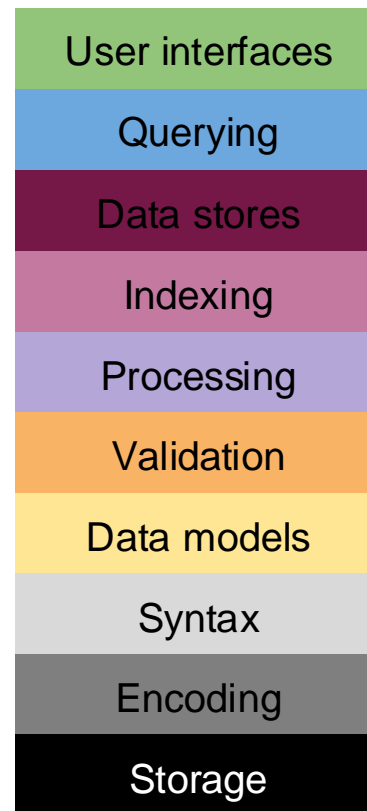 User interfaces
Querying
Data stores
Indexing
Processing
Validation
Data models
Syntax
Encoding
Storage